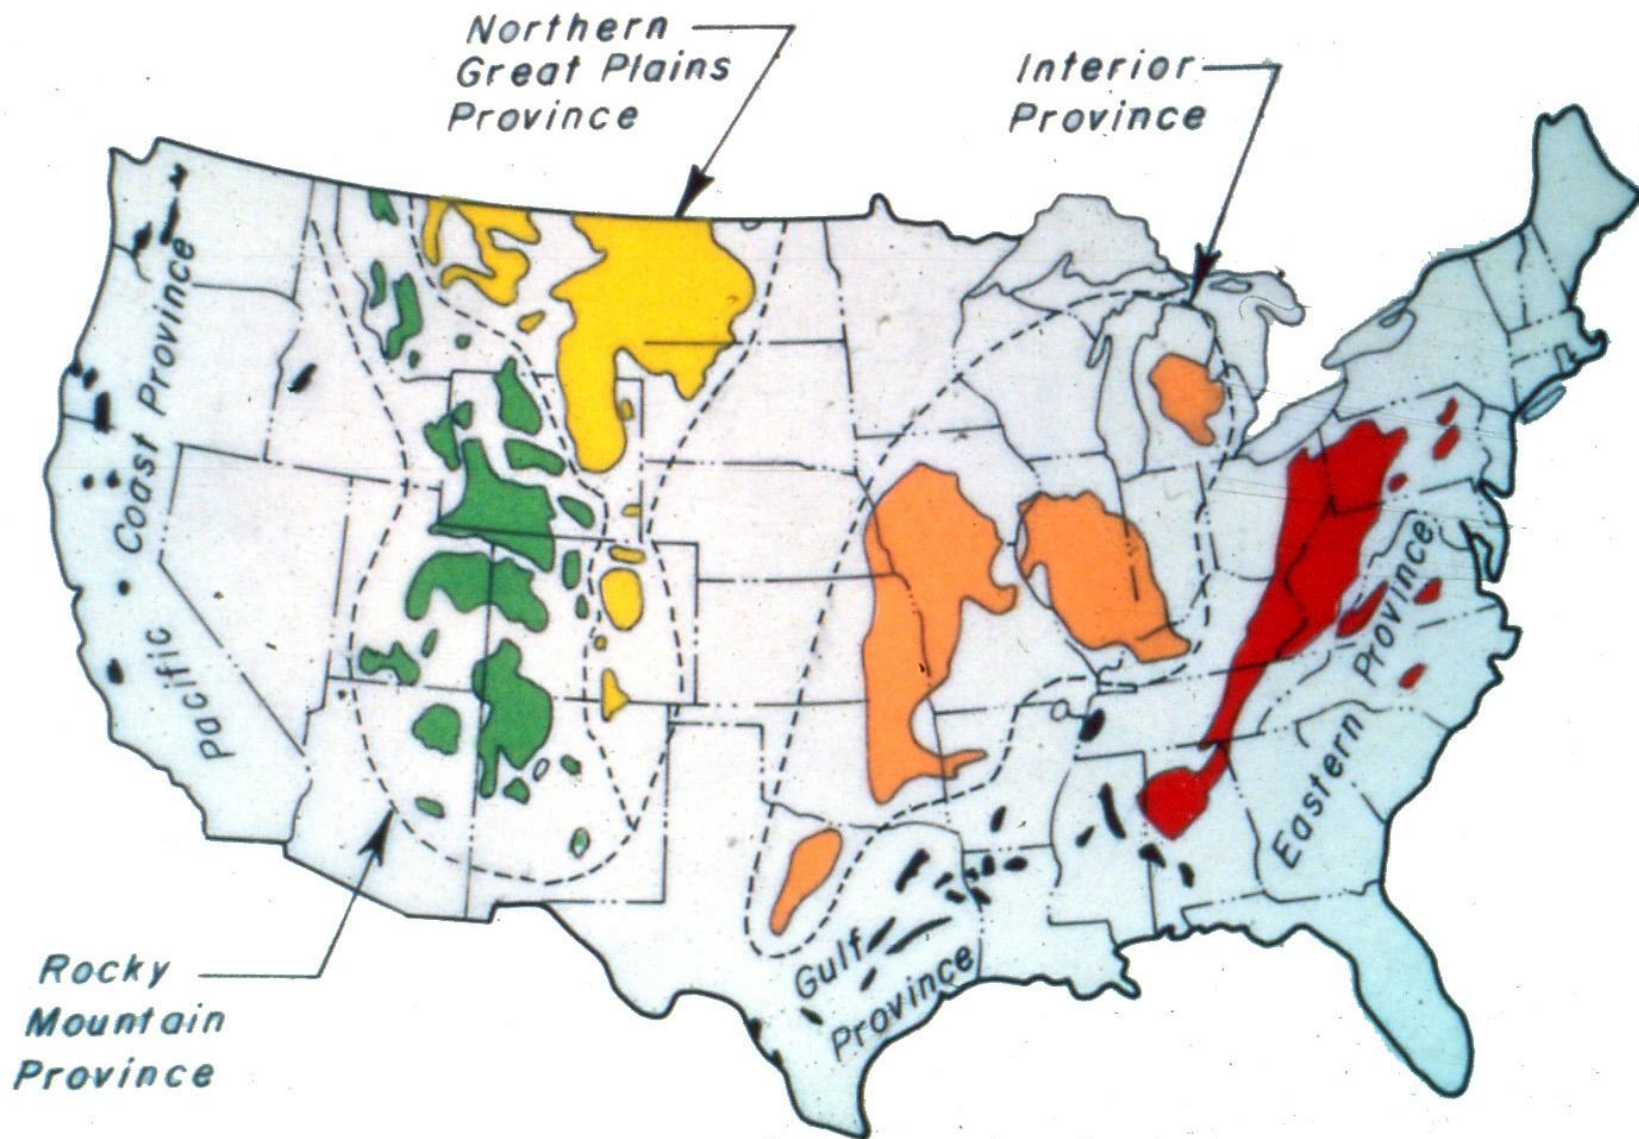 Northern
Great Plains
Province
Interior
Province
Pacific Coast Province
Eastern Province
Gulf
Province
Rocky
Mountain
Province